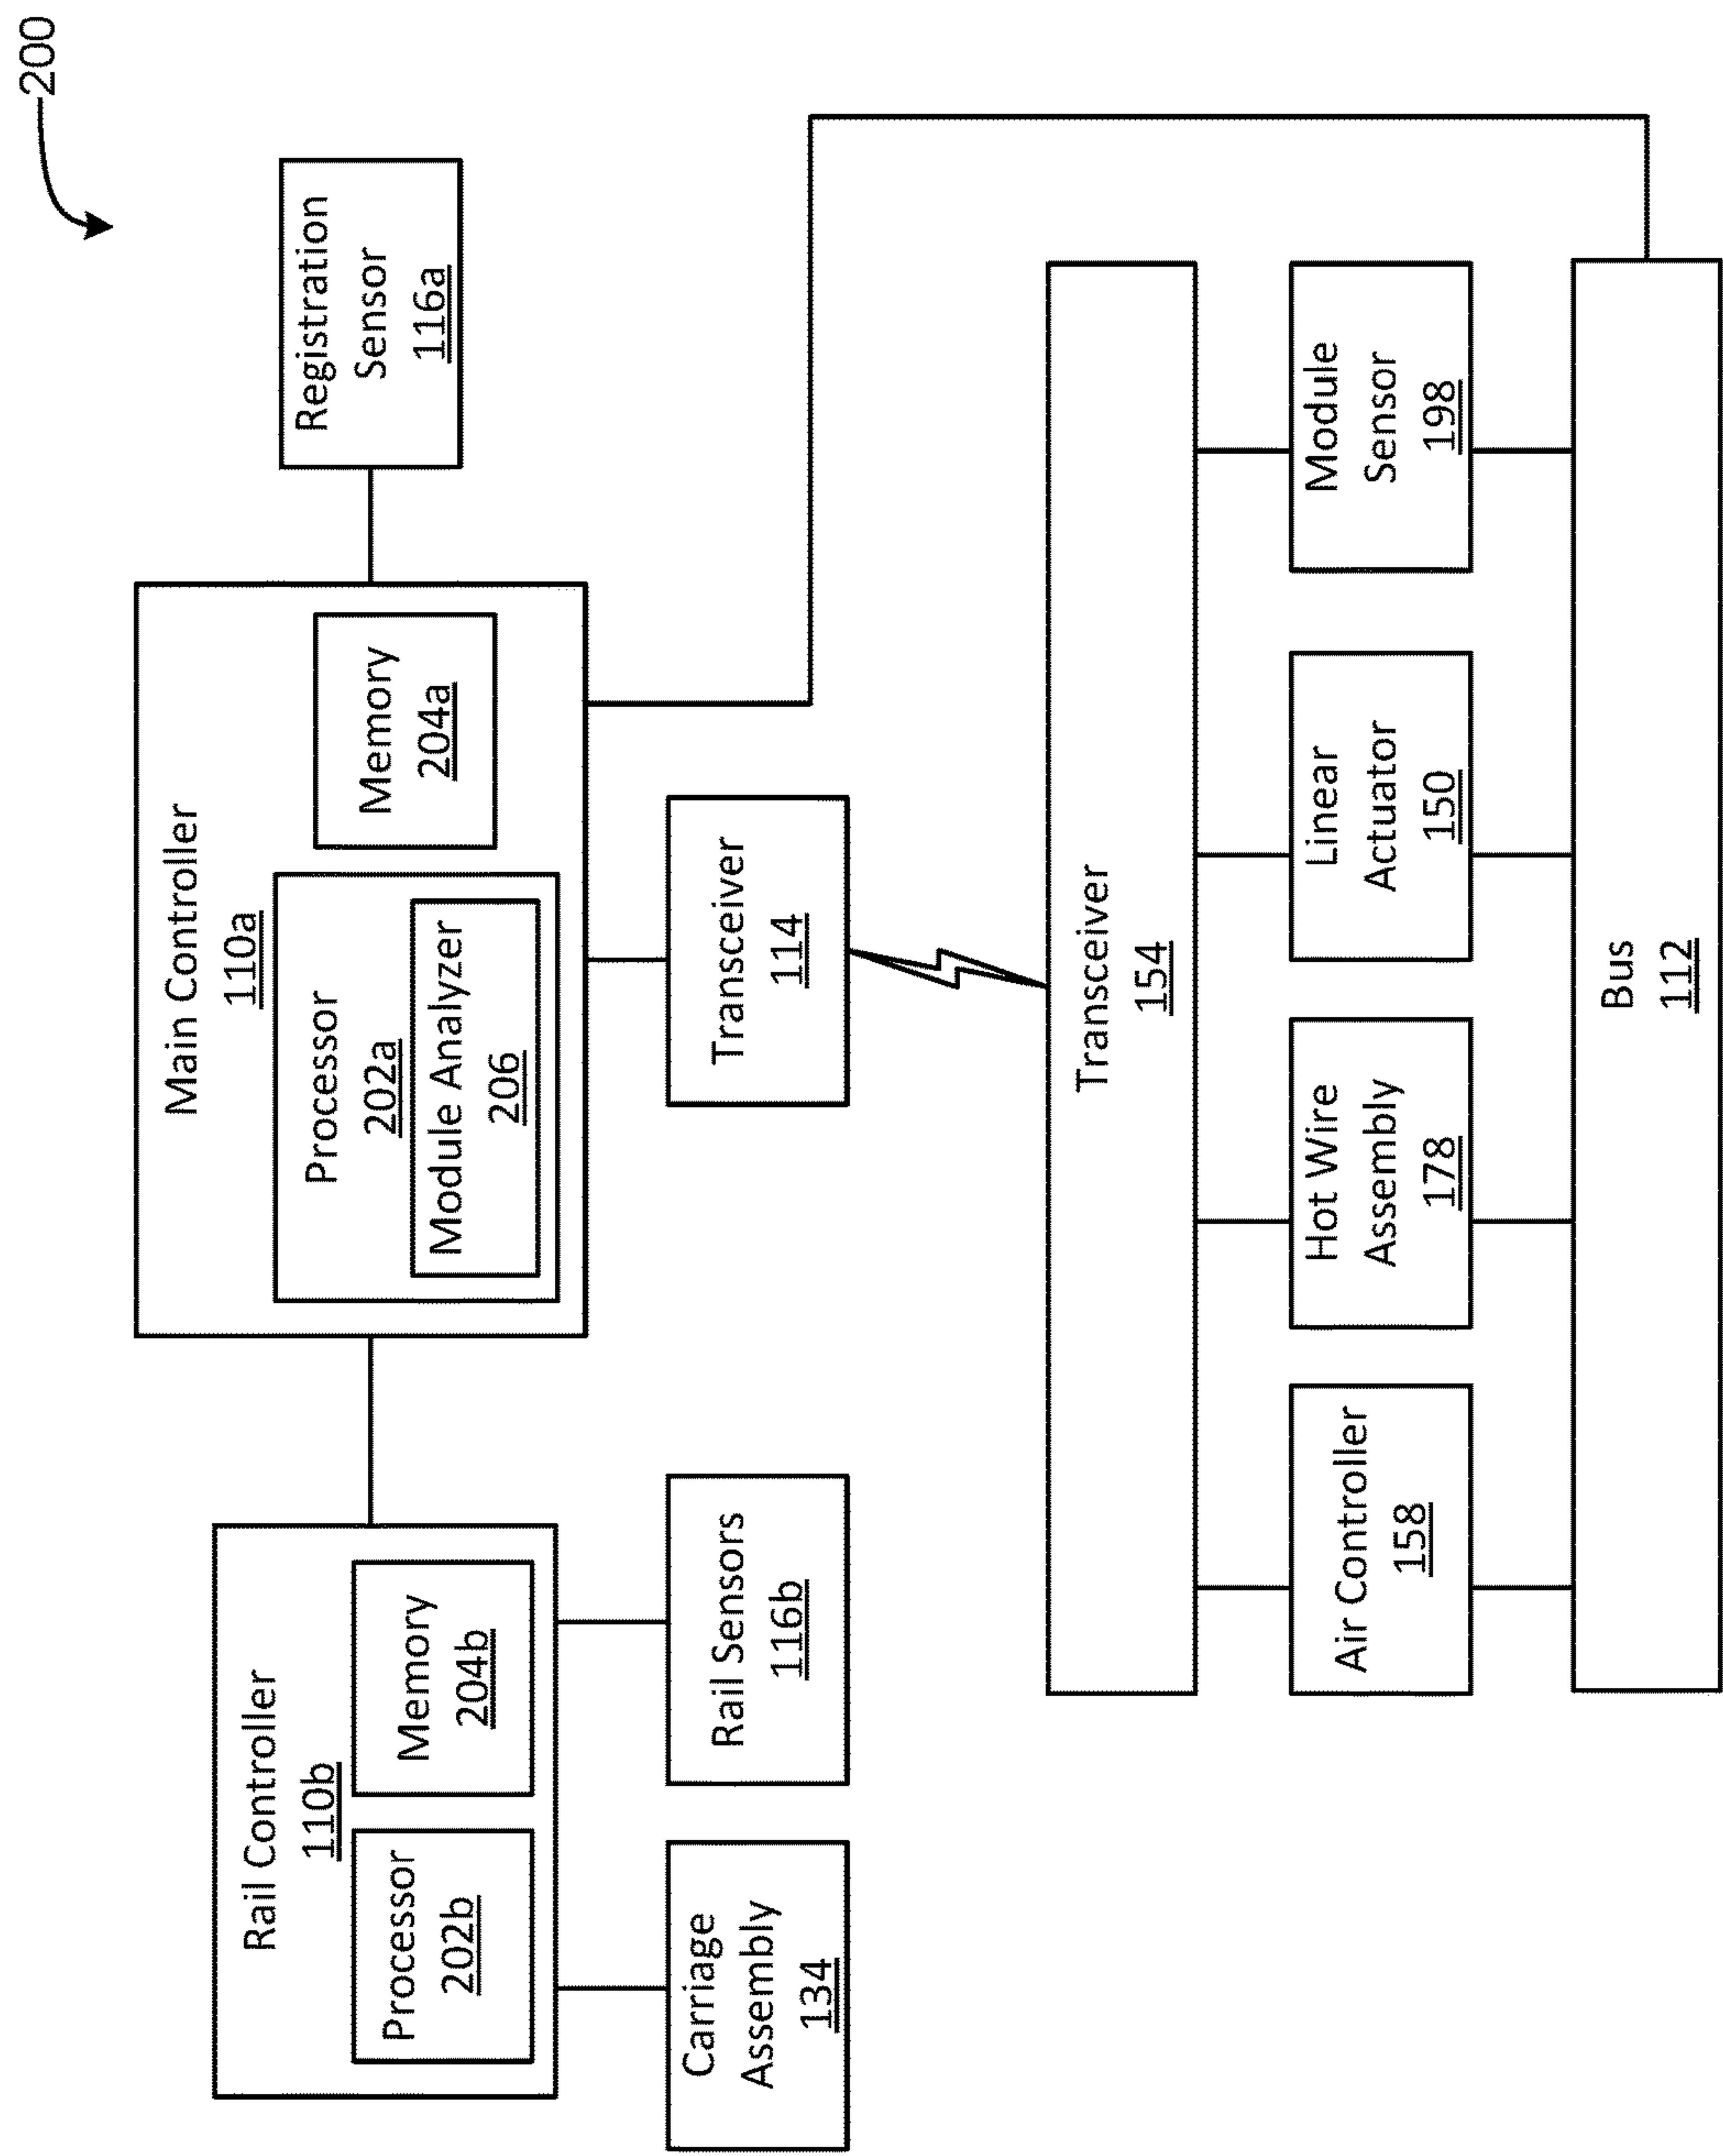 200
Rail Controller
110b
Processor
202b
Memory
204b
Carriage
Assembly
134
Rail Sensors
116b
Main Controller
110a
Processor
202a
Module Analyzer
206
Memory
204a
Registration
Sensor
116a
Transceiver
114
Transceiver
154
Air Controller
158
Hot Wire
Assembly
178
Linear
Actuator
150
Module
Sensor
198
Bus
112